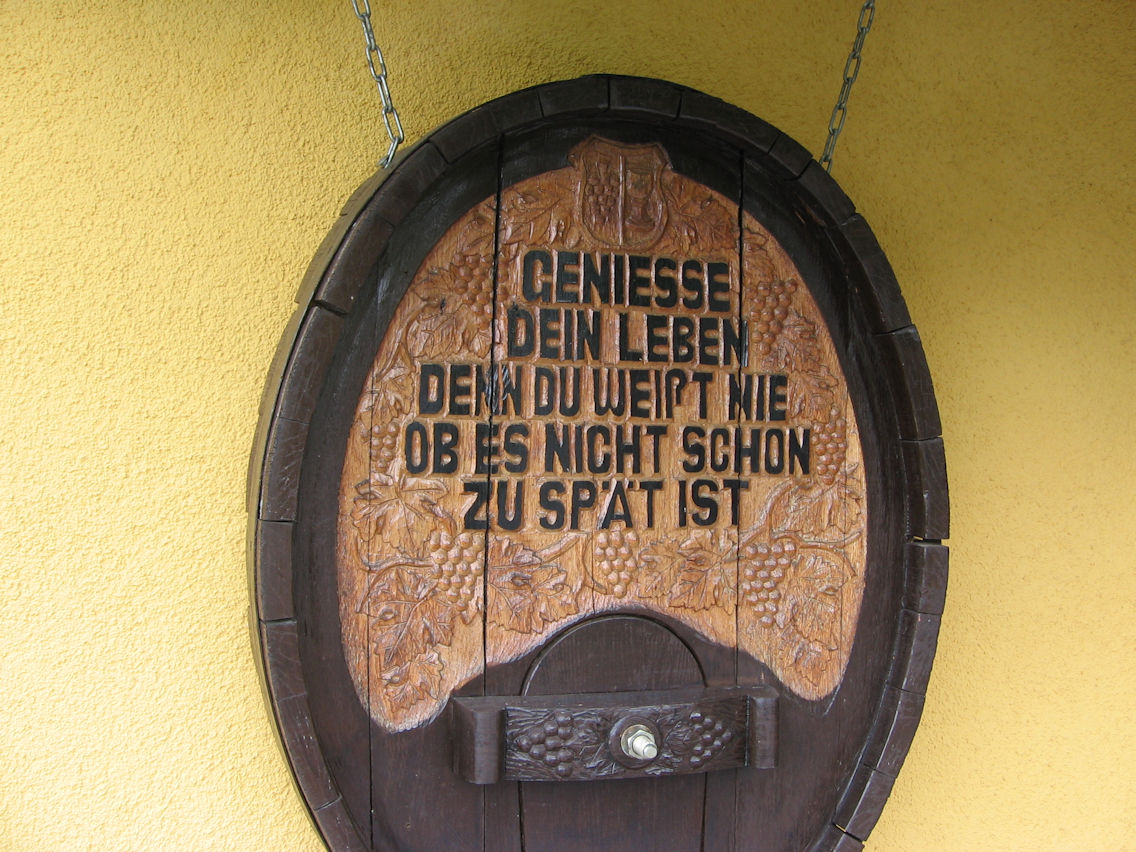 GENIESSE
DEIN LEBEN
DENN DU WEIßT NIE
OB ES NICHT SCHON
ZU SPÄT IST